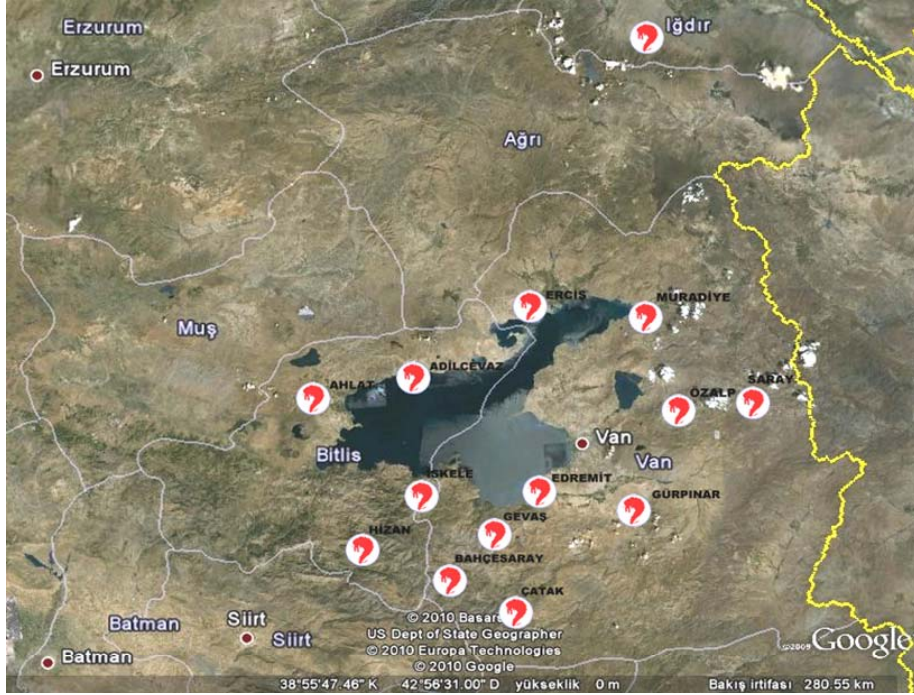 Erzurum
Iğdır
Erzurum
Ağrı
ERCİŞ
MURADİYE
Muş
ADİLCEVAZ
AHLAT
SARAY
ÖZALP
Van
Bitlis
Van
İSKELE
EDREMİT
GÜRPINAR
GEVAŞ
HİZAN
BAHÇESARAY
ÇATAK
Batman
Siirt
Siirt
Batman
© 2010 Basars
US Dept of State Geographer
© 2010 Europa Technologies
© 2010 Google
©2009 Google
38°55'47.46" K 42°56'31.00" D yükseklik 0 m Bakış irtifası 280.55 km